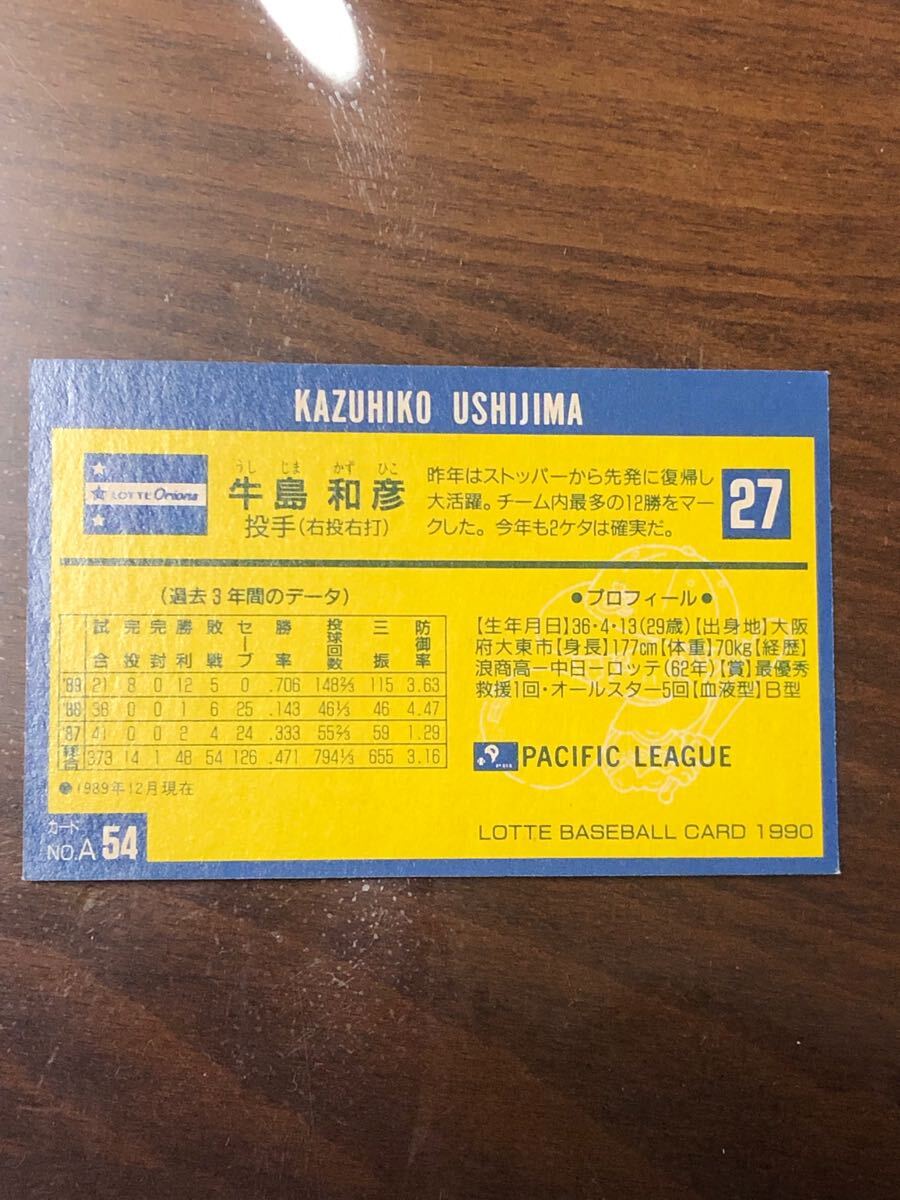 KAZUHIKO USHIJIMA
LOTTE Orions
うし じま かず ひこ
牛島 和彦
投手(右投右打)
昨年はストッパーから先発に復帰し
大活躍。チーム内最多の12勝をマー
クした。今年も2ケタは確実だ。
27
(過去3年間のデータ)
試合 完投 完封 勝利 敗戦 セーブ 勝率 投球回数 三振 防御率
'89 21 8 0 12 5 0 .706 148⅔ 115 3.63
'88 38 0 0 1 6 25 .143 46⅓ 46 4.47
'87 41 0 0 2 4 24 .333 55⅔ 59 1.29
総合 373 14 1 48 54 126 .471 794⅓ 655 3.16
●1989年12月現在
●プロフィール●
【生年月日】36・4・13(29歳)【出身地】大阪
府大東市【身長】177cm【体重】70kg【経歴】
浪商高ー中日ーロッテ(62年)【賞】最優秀
救援1回・オールスター5回【血液型】B型
PACIFIC LEAGUE
カード
NO.A 54
LOTTE BASEBALL CARD 1990